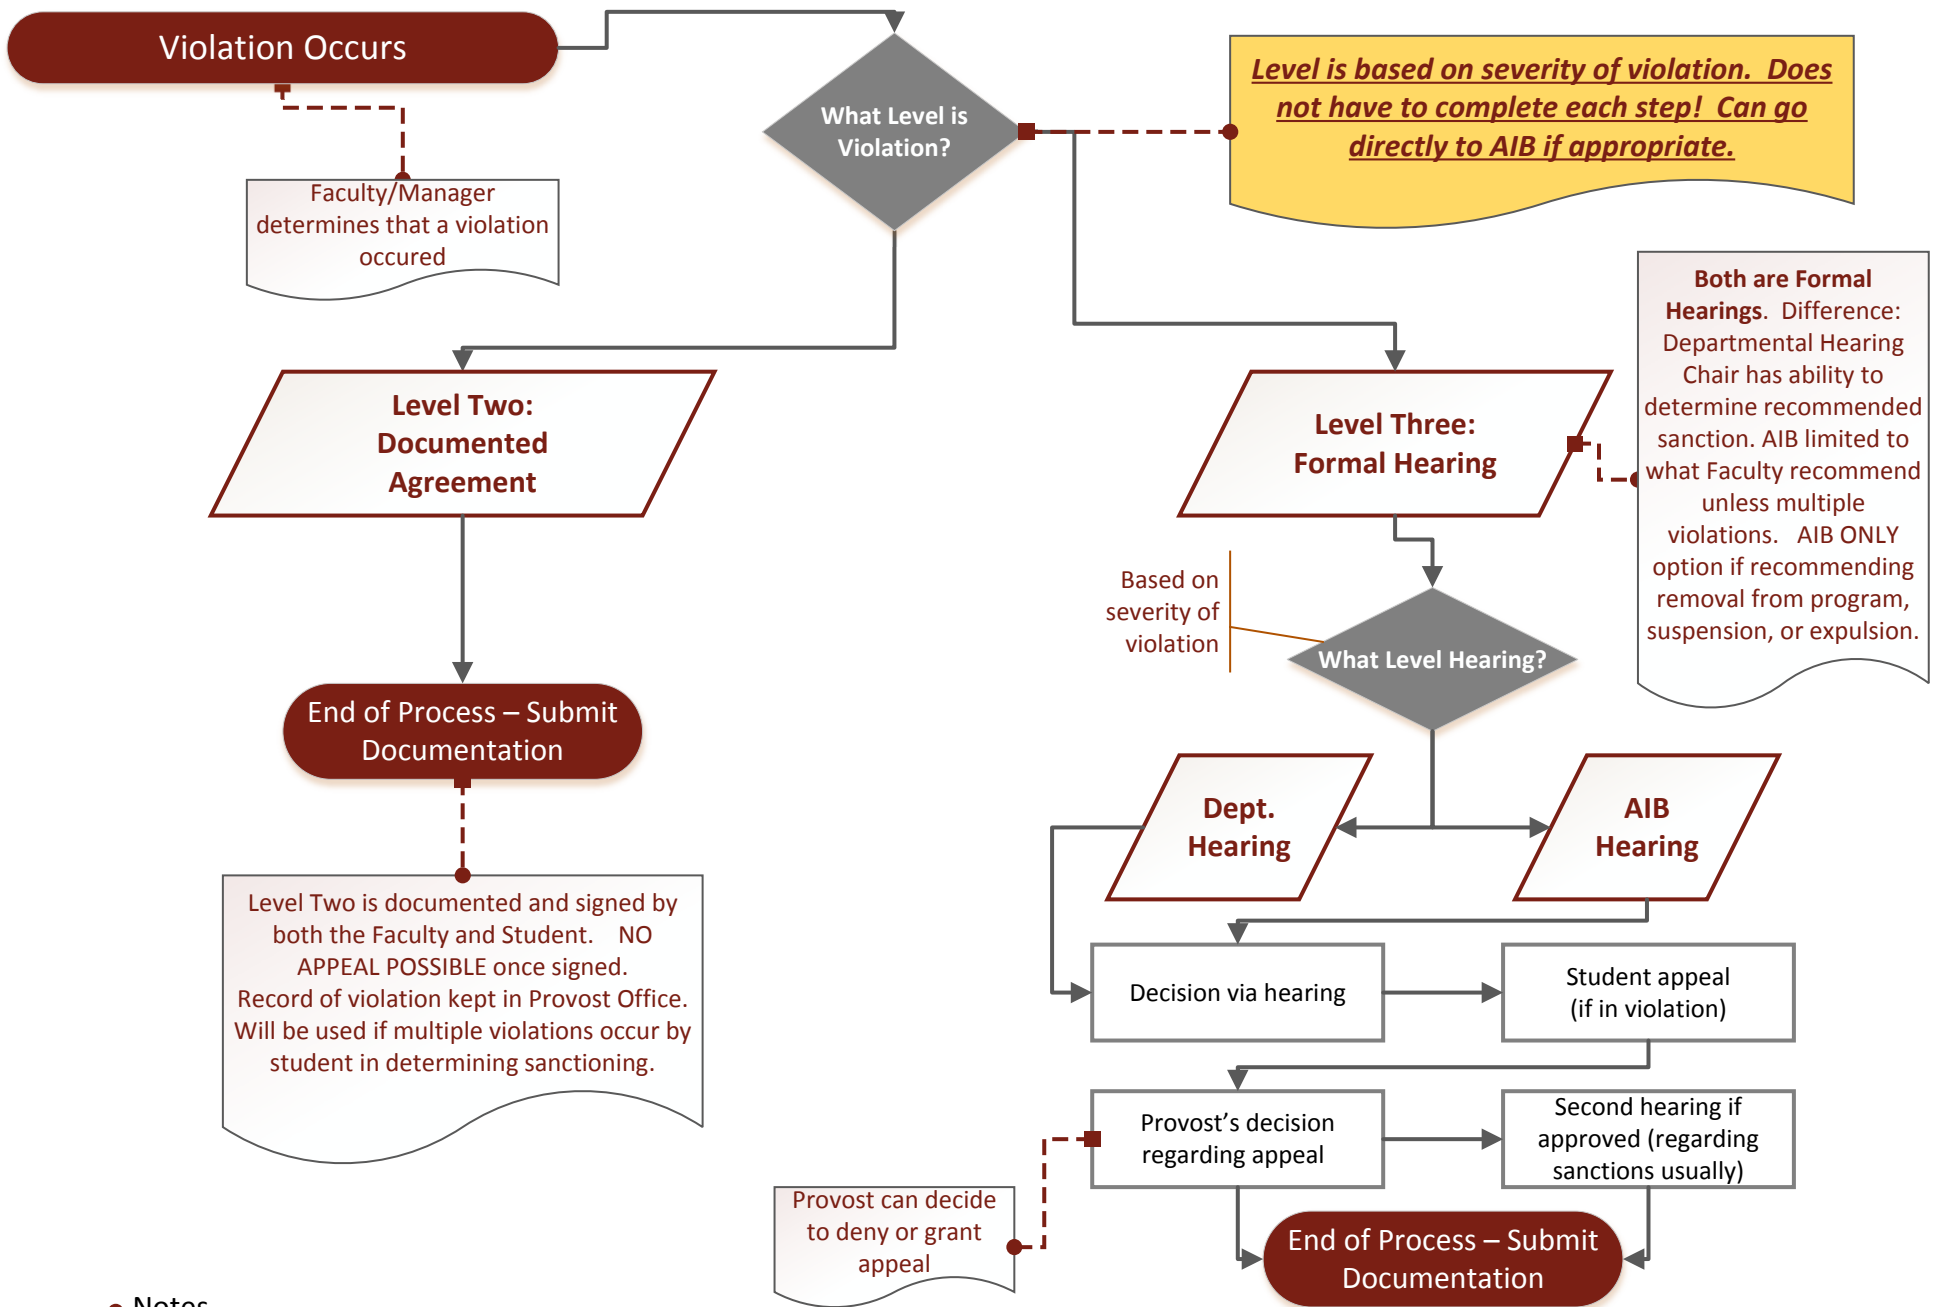 Violation Occurs
What Level is
Violation?
Level is based on severity of violation.  Does
not have to complete each step!  Can go
directly to AIB if appropriate.
Faculty/Manager
determines that a violation
occured
Both are Formal
Hearings.  Difference:
Departmental Hearing
Chair has ability to
determine recommended
sanction. AIB limited to
what Faculty recommend
unless multiple
violations.   AIB ONLY
option if recommending
removal from program,
suspension, or expulsion.
Level Two:
Documented
Agreement
Level Three:
Formal Hearing
Based on
severity of
violation
What Level Hearing?
End of Process – Submit
Documentation
Dept.
Hearing
AIB
Hearing
Level Two is documented and signed by
both the Faculty and Student.    NO
APPEAL POSSIBLE once signed.
Record of violation kept in Provost Office.
Will be used if multiple violations occur by
student in determining sanctioning.
Decision via hearing
Student appeal
(if in violation)
Provost’s decision
regarding appeal
Second hearing if
approved (regarding
sanctions usually)
Provost can decide
to deny or grant
appeal
End of Process – Submit
Documentation
Notes